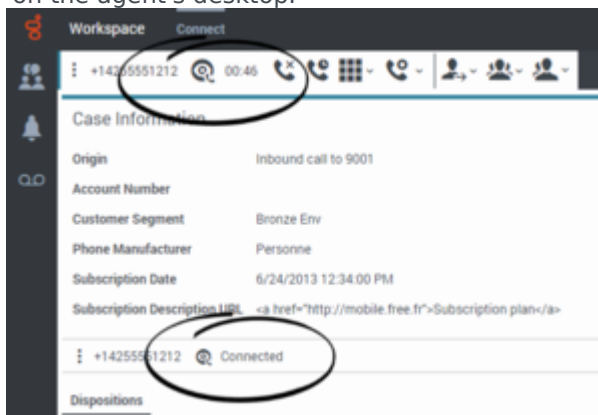 on the agent's desktop.
Workspace Connect
+14255551212 00:46
Case Information
Origin Inbound call to 9001
Account Number
Customer Segment Bronze Env
Phone Manufacturer Personne
Subscription Date 6/24/2013 12:34:00 PM
Subscription Description URL <a href="http://mobile.free.fr">Subscription plan</a>
+14255551212 Connected
Dispositions